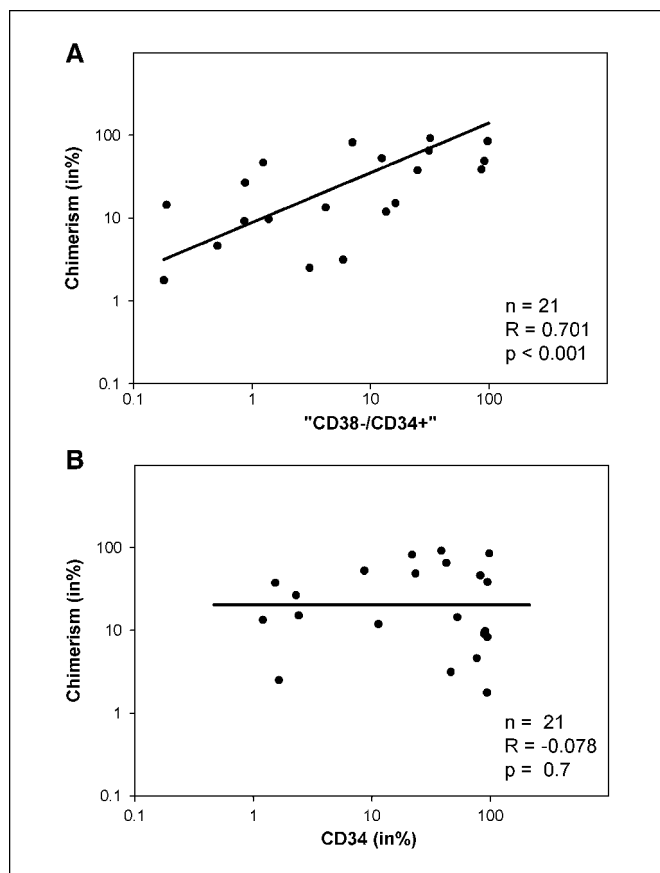 A
100
10
1
0.1
Chimerism (in%)
n = 21
R = 0.701
p < 0.001
0.1 1 10 100
"CD38-/CD34+"
B
100
10
1
0.1
Chimerism (in%)
n = 21
R = -0.078
p = 0.7
0.1 1 10 100
CD34 (in%)